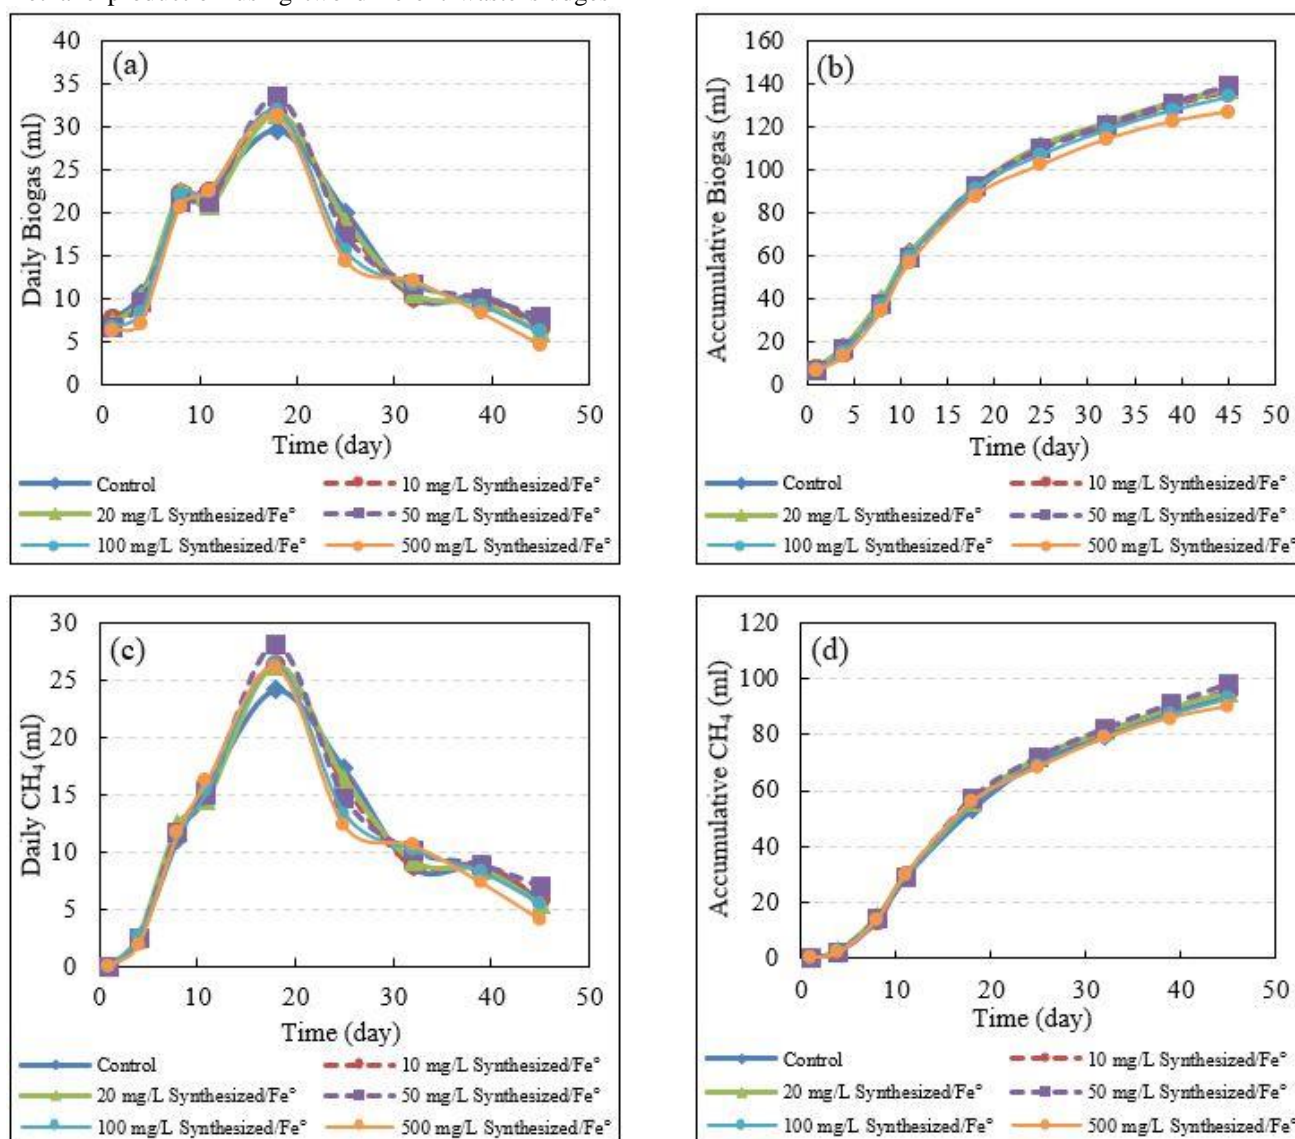 (a)
Daily Biogas (ml)
40
35
30
25
20
15
10
5
0
0 10 20 30 40 50
Time (day)
Control
10 mg/L Synthesized/Fe°
20 mg/L Synthesized/Fe°
50 mg/L Synthesized/Fe°
100 mg/L Synthesized/Fe°
500 mg/L Synthesized/Fe°
(b)
Accumulative Biogas (ml)
160
140
120
100
80
60
40
20
0
0 5 10 15 20 25 30 35 40 45 50
Time (day)
Control
10 mg/L Synthesized/Fe°
20 mg/L Synthesized/Fe°
50 mg/L Synthesized/Fe°
100 mg/L Synthesized/Fe°
500 mg/L Synthesized/Fe°
(c)
Daily CH₄ (ml)
30
25
20
15
10
5
0
0 10 20 30 40 50
Time (day)
Control
10 mg/L Synthesized/Fe°
20 mg/L Synthesized/Fe°
50 mg/L Synthesized/Fe°
100 mg/L Synthesized/Fe°
500 mg/L Synthesized/Fe°
(d)
Accumulative CH₄ (ml)
120
100
80
60
40
20
0
0 10 20 30 40 50
Time (day)
Control
10 mg/L Synthesized/Fe°
20 mg/L Synthesized/Fe°
50 mg/L Synthesized/Fe°
100 mg/L Synthesized/Fe°
500 mg/L Synthesized/Fe°